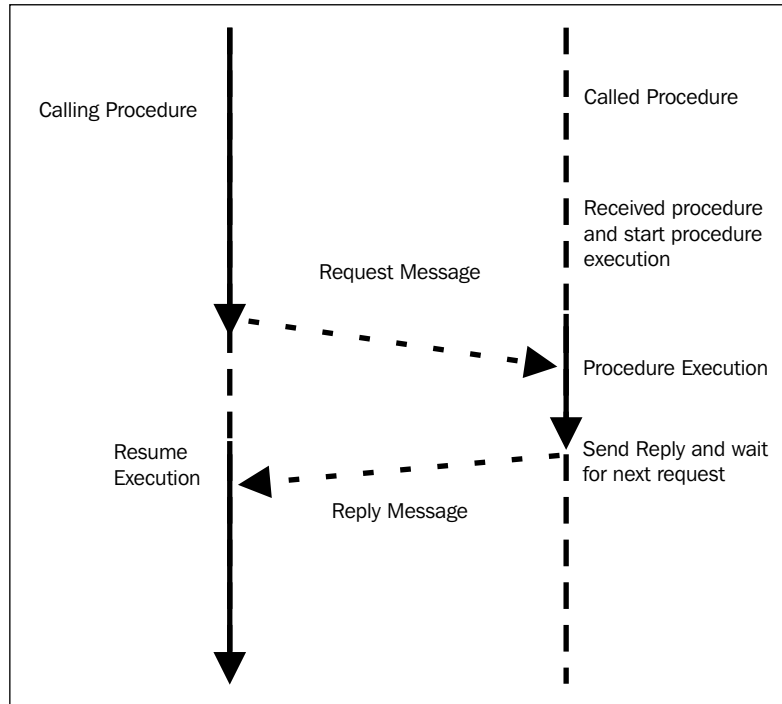 Calling Procedure
Called Procedure
Received procedure
and start procedure
execution
Request Message
Procedure Execution
Resume
Execution
Send Reply and wait
for next request
Reply Message